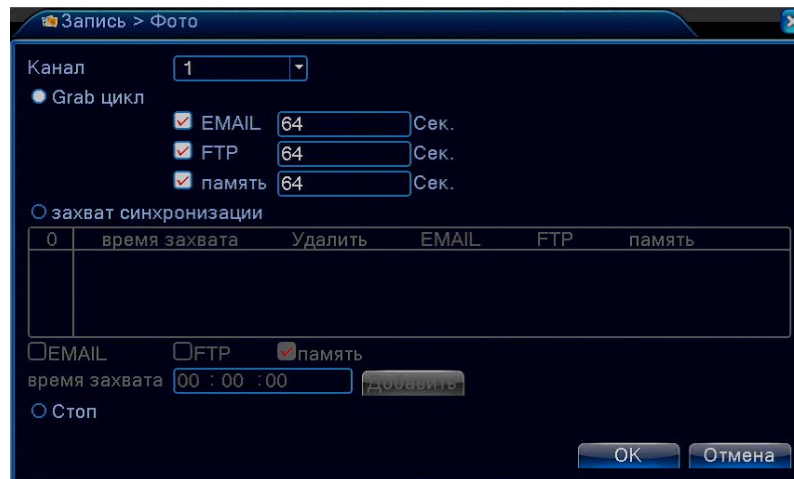 Запись > Фото
Канал 1
Grab цикл
EMAIL 64 Сек.
FTP 64 Сек.
память 64 Сек.
захват синхронизации
0 время захвата Удалить EMAIL FTP память
EMAIL FTP память
время захвата 00 : 00 : 00 Добавить
Стоп
OK Отмена